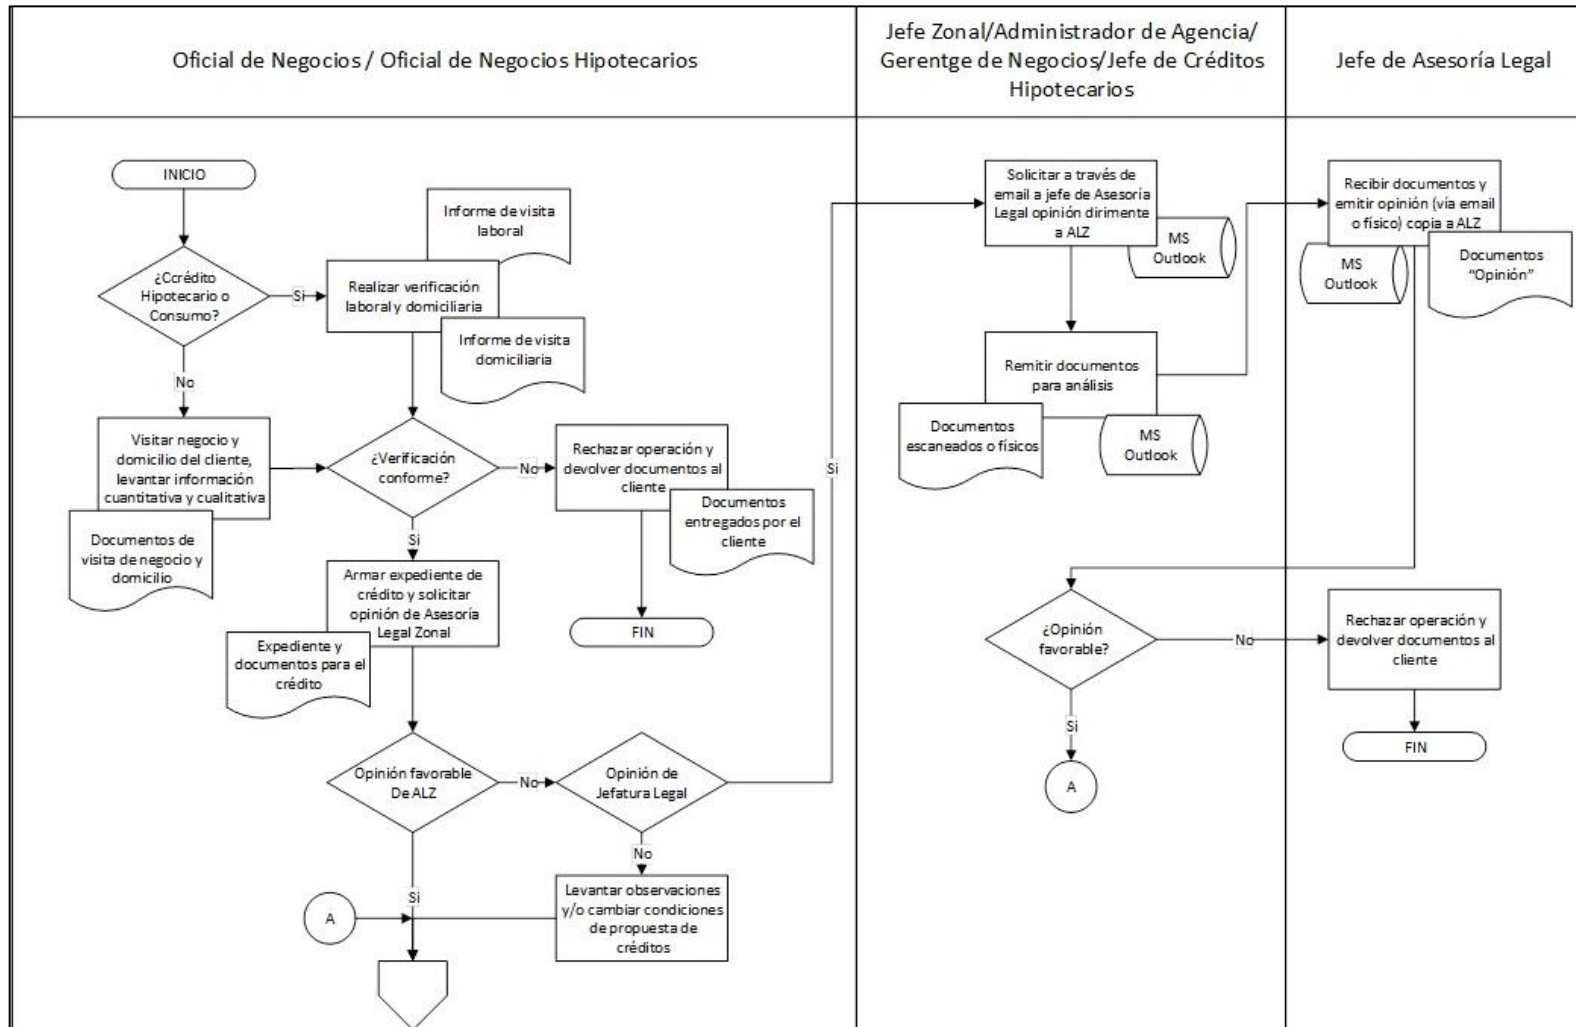 Oficial de Negocios / Oficial de Negocios Hipotecarios
Jefe Zonal/Administrador de Agencia/
Gerentge de Negocios/Jefe de Créditos
Hipotecarios
Jefe de Asesoría Legal
INICIO
¿Ccrédito
Hipotecario o
Consumo?
Si
No
Informe de visita
laboral
Realizar verificación
laboral y domiciliaria
Informe de visita
domiciliaria
Visitar negocio y
domicilio del cliente,
levantar información
cuantitativa y cualitativa
Documentos de
visita de negocio y
domicilio
¿Verificación
conforme?
No
Si
Rechazar operación y
devolver documentos al
cliente
Documentos
entregados por el
cliente
FIN
Armar expediente de
crédito y solicitar
opinión de Asesoría
Legal Zonal
Expediente y
documentos para el
crédito
Opinión favorable
De ALZ
No
Si
Opinión de
Jefatura Legal
Si
No
Levantar observaciones
y/o cambiar condiciones
de propuesta de
créditos
A
Solicitar a través de
email a jefe de Asesoría
Legal opinión dirimente
a ALZ
MS
Outlook
Remitir documentos
para análisis
Documentos
escaneados o físicos
MS
Outlook
¿Opinión
favorable?
No
Si
A
Recibir documentos y
emitir opinión (vía email
o físico) copia a ALZ
MS
Outlook
Documentos
“Opinión”
Rechazar operación y
devolver documentos al
cliente
FIN